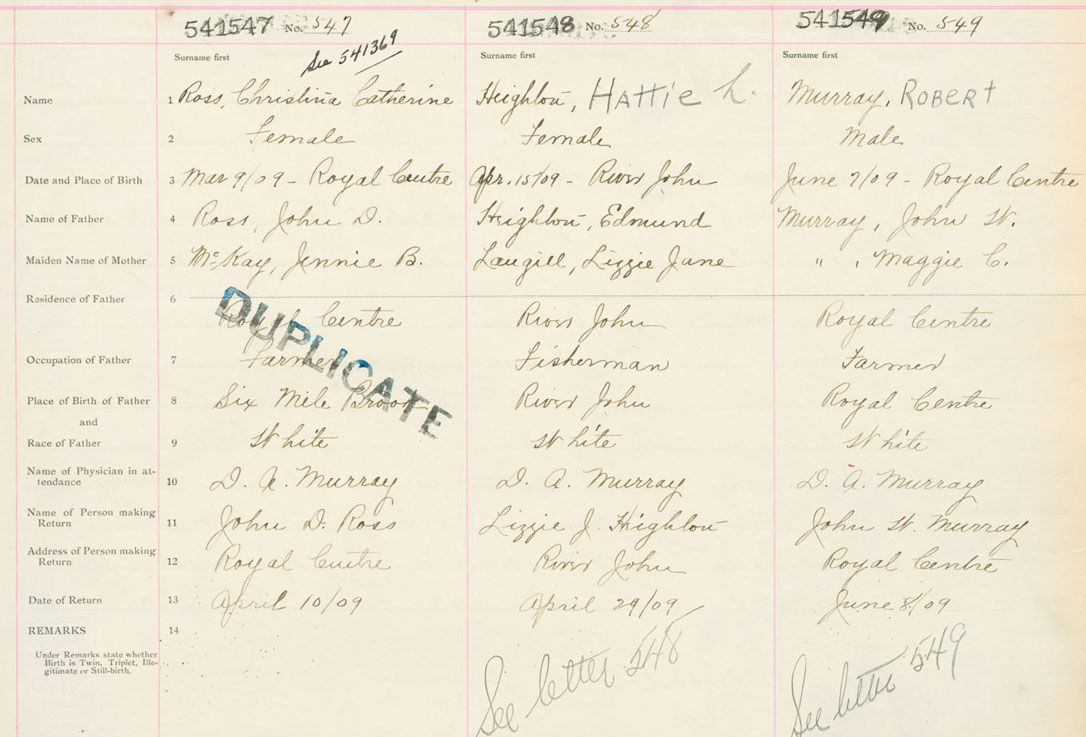 541547 No. 547 541548 No. 548 541549 No. 549
See 541369
Surname first Surname first Surname first
Name 1 Ross, Christina Catherine Heighton, Hattie L. Murray, Robert
Sex 2 Female Female Male
Date and Place of Birth 3 Mar 9/09 - Royal Centre Apr. 15/09 - River John June 7/09 - Royal Centre
Name of Father 4 Ross, John D. Heighton, Edmund Murray, John W.
Maiden Name of Mother 5 McKay, Jennie B. Langill, Lizzie Jane " , Maggie C.
Residence of Father 6 Royal Centre River John Royal Centre
DUPLICATE
Occupation of Father 7 Farmer Fisherman Farmer
Place of Birth of Father 8 Six Mile Brook River John Royal Centre
and
Race of Father 9 White White White
Name of Physician in at-
tendance 10 D. A. Murray D. A. Murray D. A. Murray
Name of Person making
Return 11 John D. Ross Lizzie J. Heighton John W. Murray
Address of Person making
Return 12 Royal Centre River John Royal Centre
Date of Return 13 April 10/09 April 29/09 June 8/09
REMARKS 14
Under Remarks state whether
Birth is Twin, Triplet, Ille-
gitimate or Still-birth.
See letter 548 See letter 549